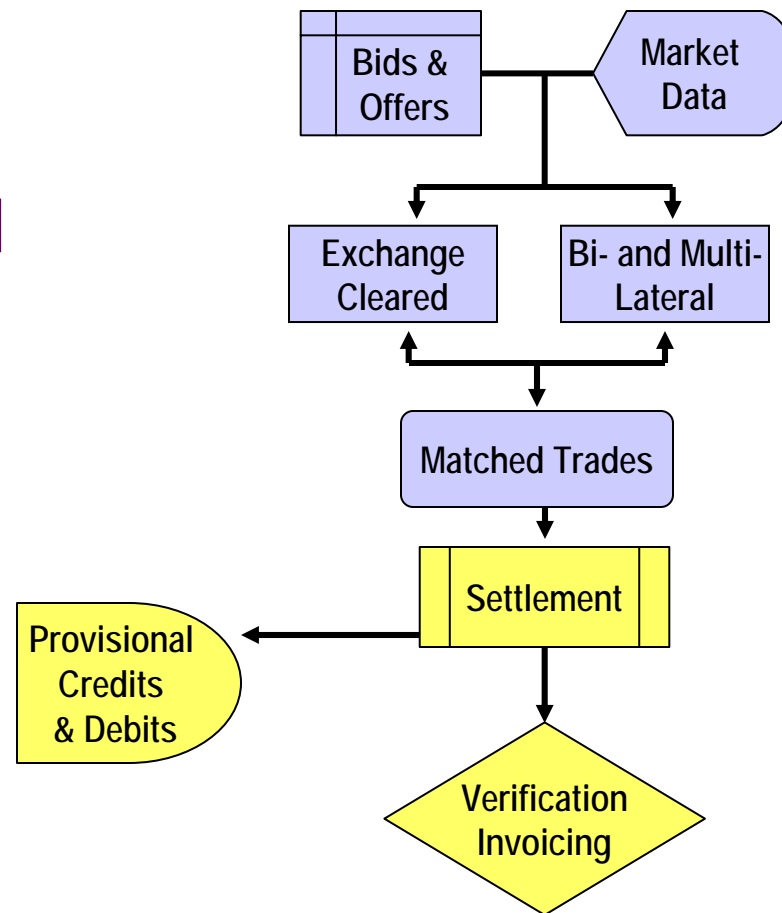 Bids &
Offers
Market
Data
Exchange
Cleared
Bi- and Multi-
Lateral
Matched Trades
Settlement
Provisional
Credits
& Debits
Verification
Invoicing